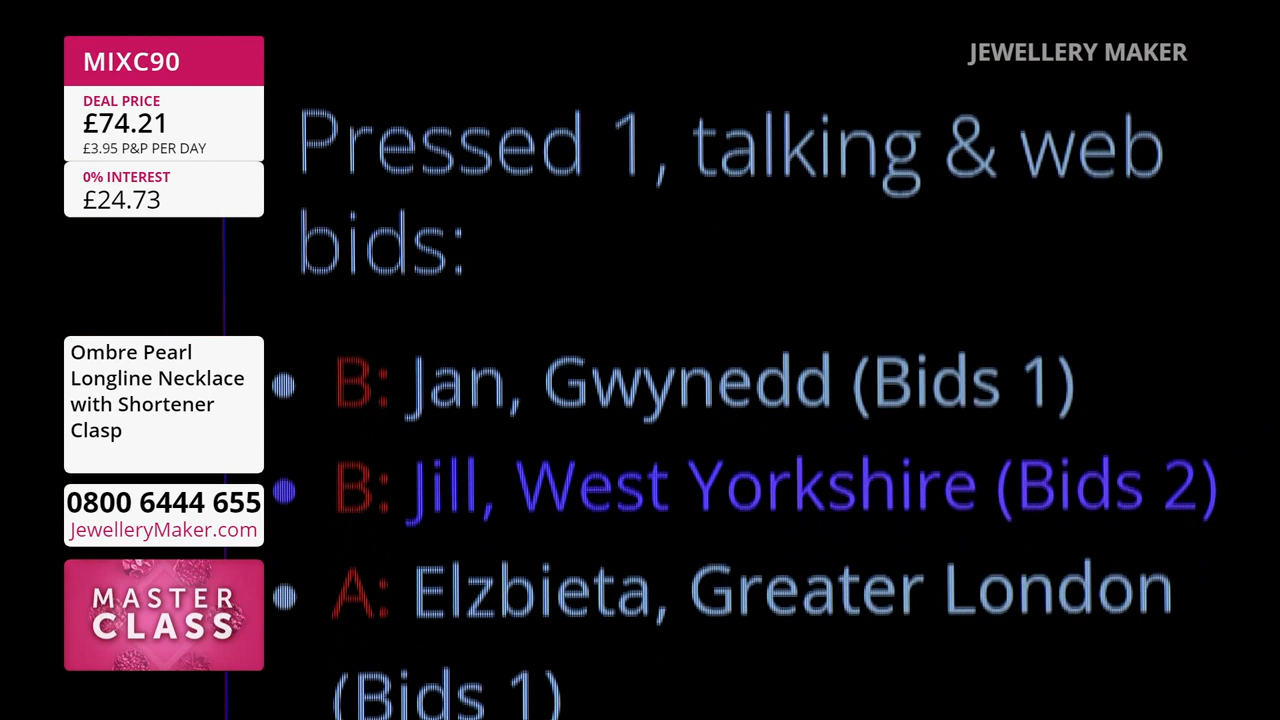 MIXC90
DEAL PRICE
£74.21
£3.95 P&P PER DAY
0% INTEREST
£24.73
Ombre Pearl
Longline Necklace
with Shortener
Clasp
0800 6444 655
JewelleryMaker.com
MASTER
CLASS
JEWELLERY MAKER
Pressed 1, talking & web
bids:
• B: Jan, Gwynedd (Bids 1)
• B: Jill, West Yorkshire (Bids 2)
• A: Elzbieta, Greater London
(Bids 1)